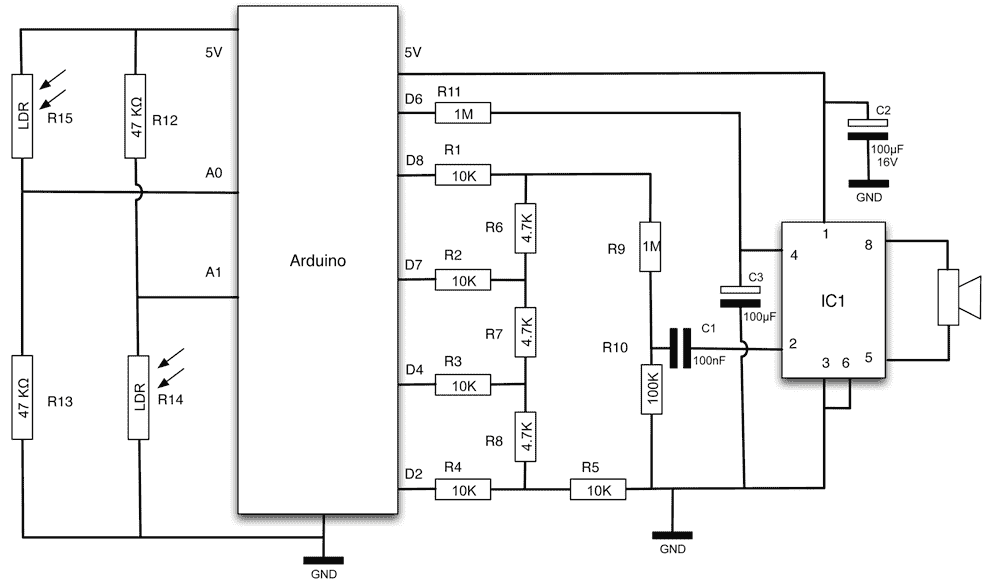 5V
5V
D6
R11
1M
LDR
R15
47 KΩ
R12
C2
100µF
16V
GND
A0
D8
R1
10K
R6
4.7K
R9
1M
1
4
8
A1
Arduino
D7
R2
10K
C3
100µF
IC1
R7
4.7K
R10
C1
100nF
2
3
6
5
D4
R3
10K
100K
47 KΩ
R13
LDR
R14
R8
4.7K
D2
R4
10K
R5
10K
GND
GND